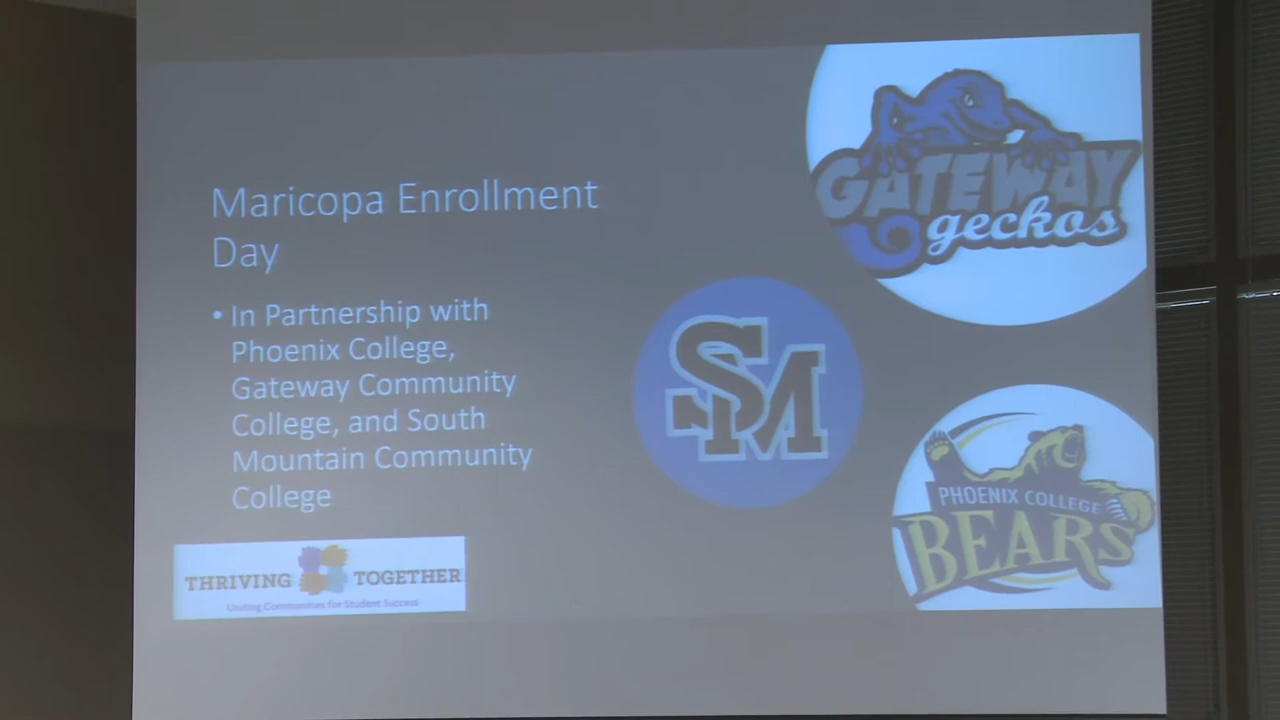 Maricopa Enrollment
Day
• In Partnership with
Phoenix College,
Gateway Community
College, and South
Mountain Community
College
THRIVING TOGETHER
Uniting Communities for Student Success
GATEWAY
geckos
SM
PHOENIX COLLEGE
BEARS